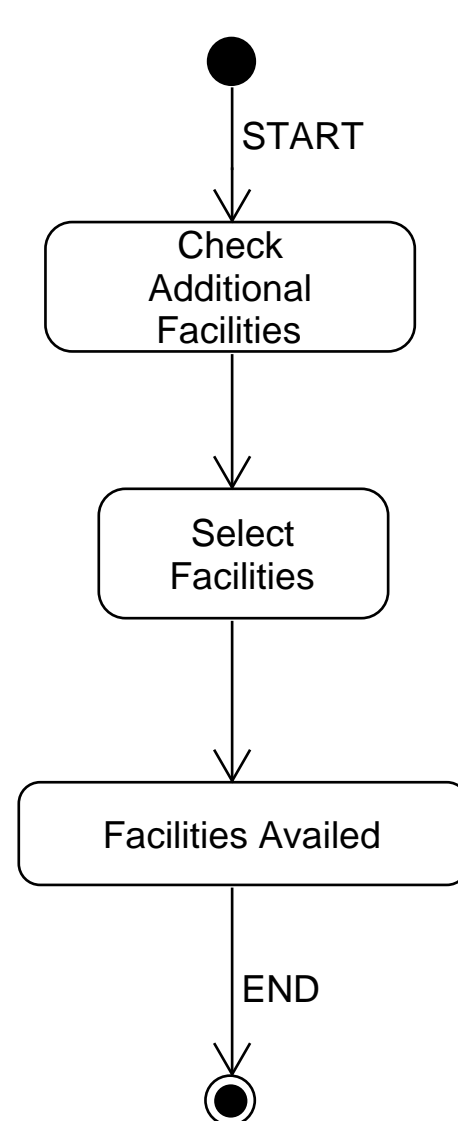 START
Check
Additional
Facilities
Select
Facilities
Facilities Availed
END